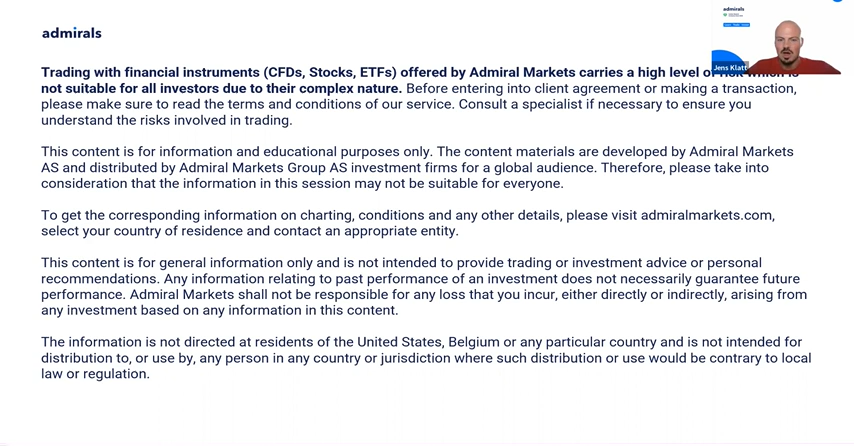 admirals
admirals
Jens Klatt
Trading with financial instruments (CFDs, Stocks, ETFs) offered by Admiral Markets carries a high level of risk which is
not suitable for all investors due to their complex nature. Before entering into client agreement or making a transaction,
please make sure to read the terms and conditions of our service. Consult a specialist if necessary to ensure you
understand the risks involved in trading.
This content is for information and educational purposes only. The content materials are developed by Admiral Markets
AS and distributed by Admiral Markets Group AS investment firms for a global audience. Therefore, please take into
consideration that the information in this session may not be suitable for everyone.
To get the corresponding information on charting, conditions and any other details, please visit admiralmarkets.com,
select your country of residence and contact an appropriate entity.
This content is for general information only and is not intended to provide trading or investment advice or personal
recommendations. Any information relating to past performance of an investment does not necessarily guarantee future
performance. Admiral Markets shall not be responsible for any loss that you incur, either directly or indirectly, arising from
any investment based on any information in this content.
The information is not directed at residents of the United States, Belgium or any particular country and is not intended for
distribution to, or use by, any person in any country or jurisdiction where such distribution or use would be contrary to local
law or regulation.